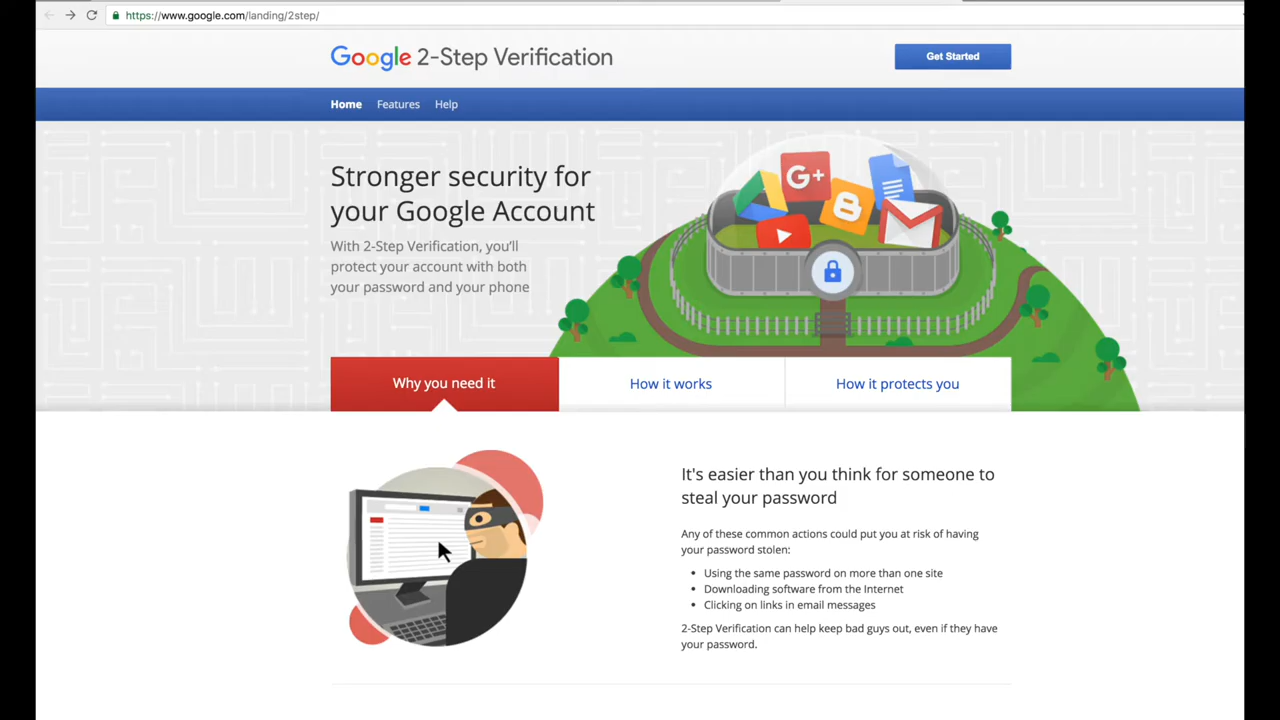 https://www.google.com/landing/2step/
Google 2-Step Verification
Get Started
Home Features Help
Stronger security for
your Google Account
With 2-Step Verification, you'll
protect your account with both
your password and your phone
G+
Why you need it
How it works
How it protects you
It's easier than you think for someone to
steal your password
Any of these common actions could put you at risk of having
your password stolen:
• Using the same password on more than one site
• Downloading software from the Internet
• Clicking on links in email messages
2-Step Verification can help keep bad guys out, even if they have
your password.